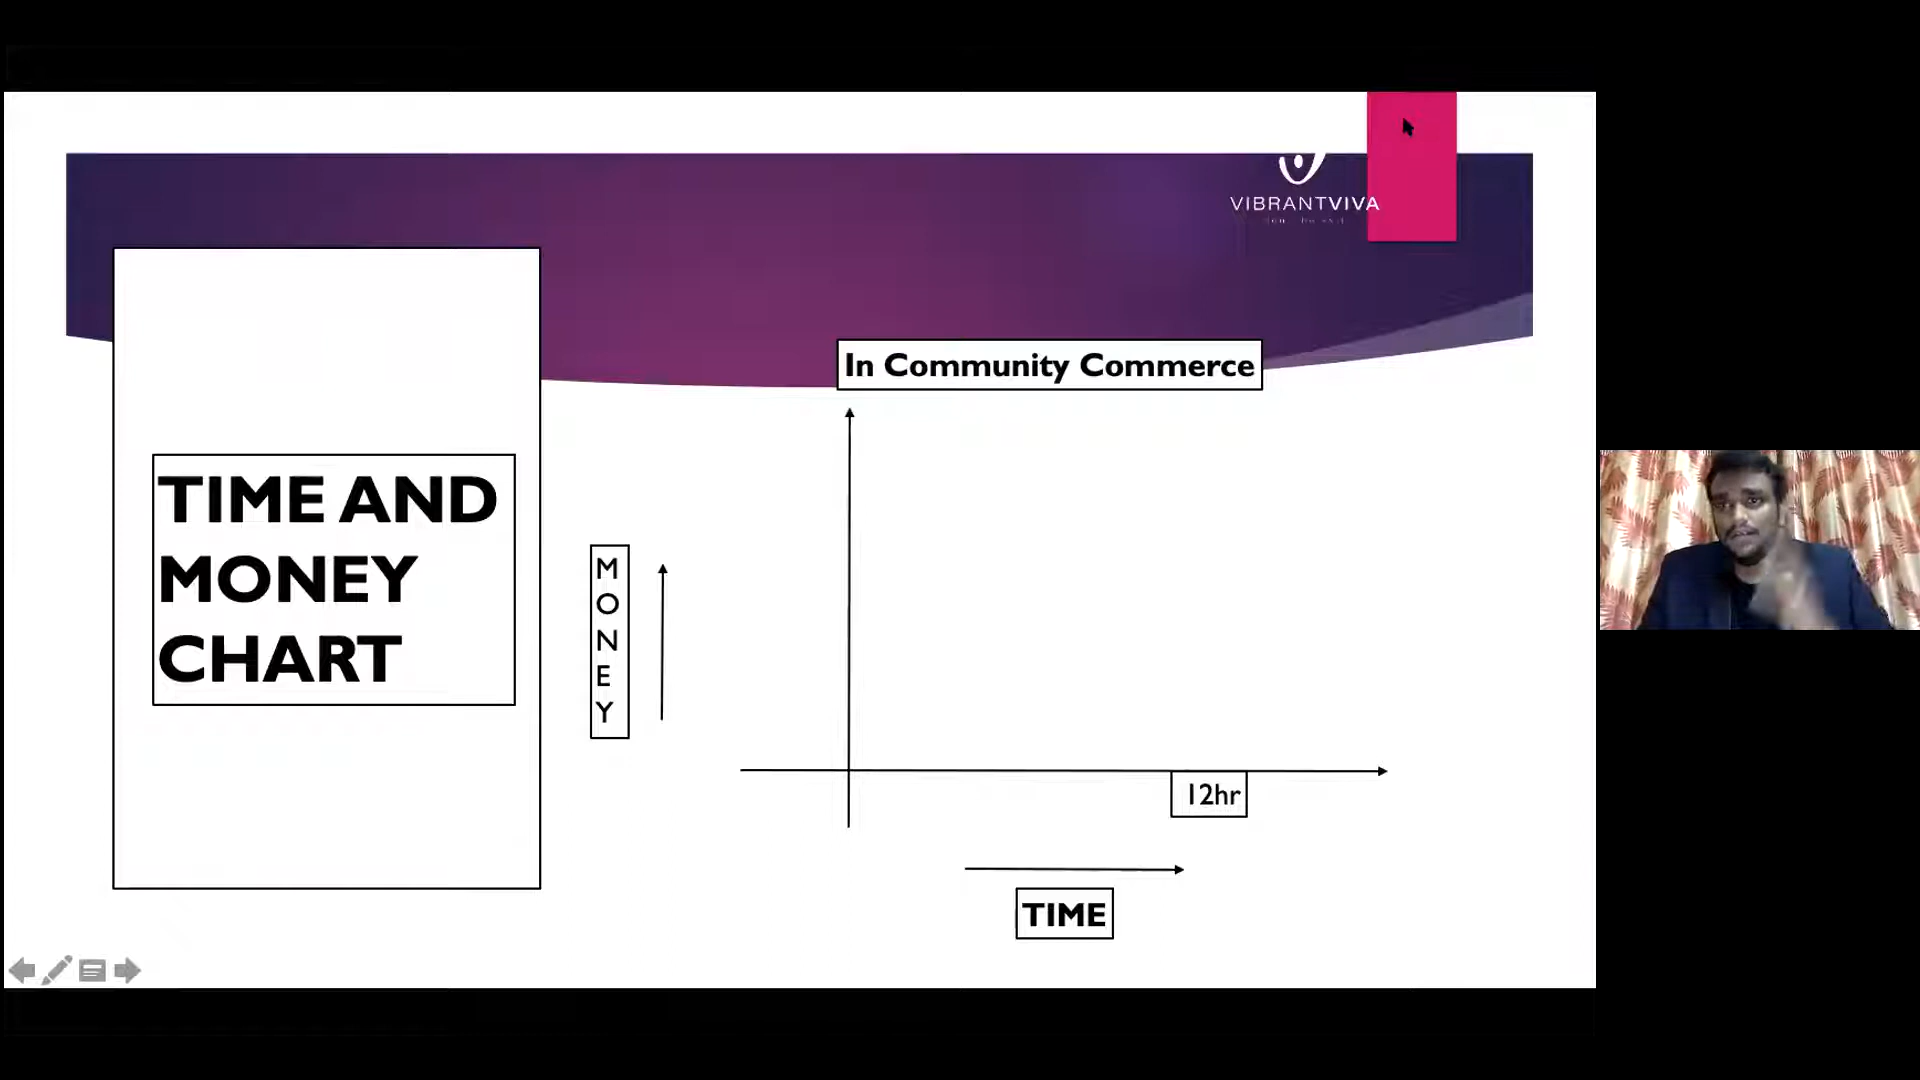 VIBRANTVIVA
In Community Commerce
TIME AND
MONEY
CHART
M
O
N
E
Y
12hr
TIME